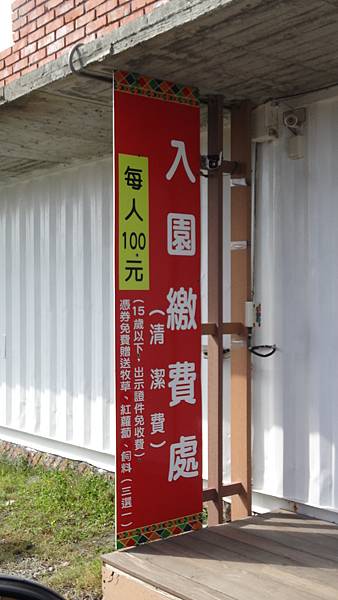 入園繳費處
(清潔費)
每人100.元
(15歲以下,出示證件免收費)
憑券免費贈送牧草、紅蘿蔔、飼料(三選一)